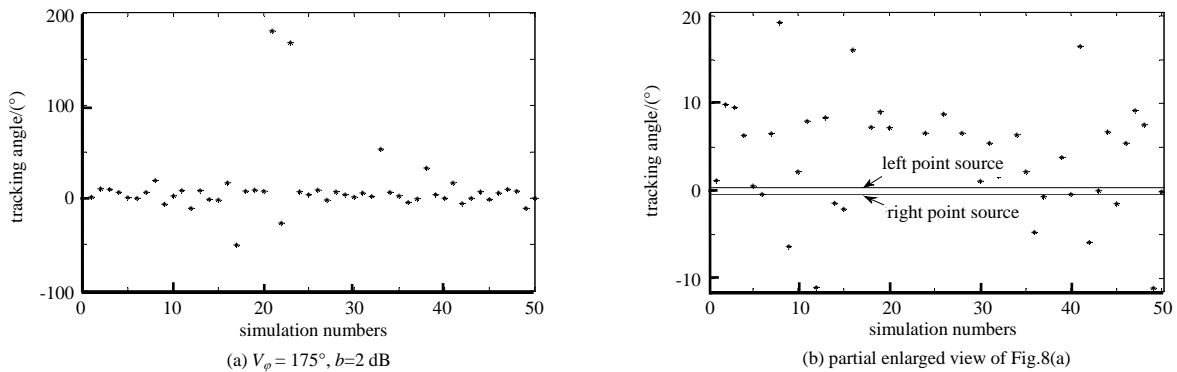 200
100
0
-100
0
10
20
30
40
50
tracking angle/(°)
simulation numbers
(a) Vφ = 175°, b=2 dB
20
10
0
-10
0
10
20
30
40
50
tracking angle/(°)
left point source
right point source
simulation numbers
(b) partial enlarged view of Fig.8(a)